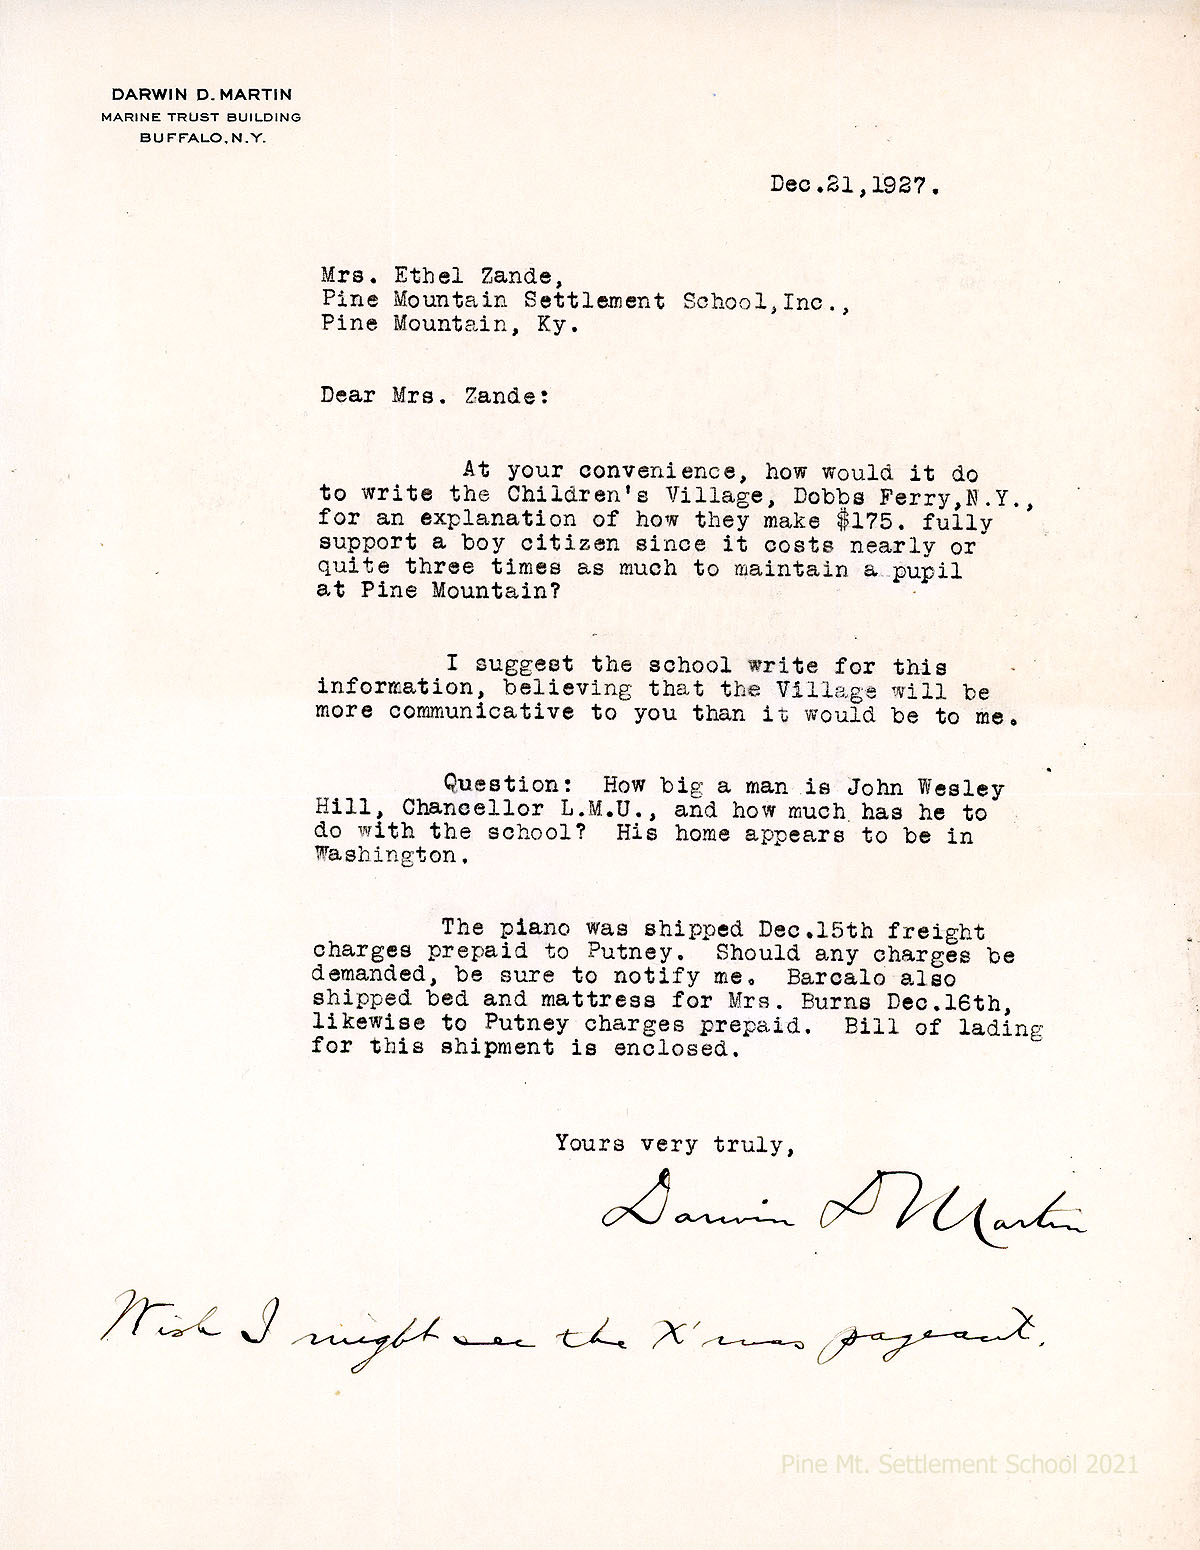 DARWIN D. MARTIN
MARINE TRUST BUILDING
BUFFALO, N.Y.
Dec.21,1927.
Mrs. Ethel Zande,
Pine Mountain Settlement School,Inc.,
Pine Mountain, Ky.
Dear Mrs. Zande:
At your convenience, how would it do
to write the Children's Village, Dobbs Ferry,N.Y.,
for an explanation of how they make $175. fully
support a boy citizen since it costs nearly or
quite three times as much to maintain a pupil
at Pine Mountain?
I suggest the school write for this
information, believing that the Village will be
more communicative to you than it would be to me.
Question: How big a man is John Wesley
Hill, Chancellor L.M.U., and how much has he to
do with the school? His home appears to be in
Washington.
The piano was shipped Dec.15th freight
charges prepaid to Putney. Should any charges be
demanded, be sure to notify me. Barcalo also
shipped bed and mattress for Mrs. Burns Dec.16th,
likewise to Putney charges prepaid. Bill of lading
for this shipment is enclosed.
Yours very truly,
Darwin D Martin
Wish I might see the X'mas pageant.
Pine Mt. Settlement School 2021